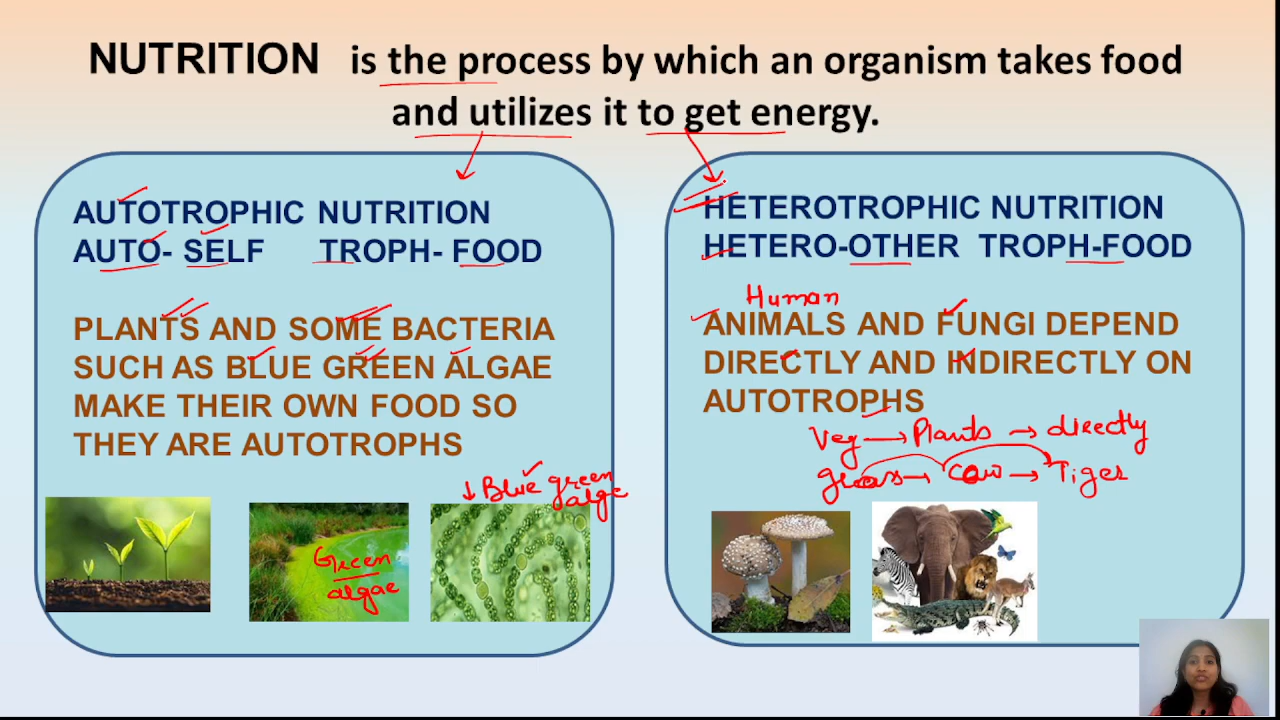 NUTRITION is the process by which an organism takes food
and utilizes it to get energy.
AUTOTROPHIC NUTRITION
AUTO- SELF TROPH- FOOD
PLANTS AND SOME BACTERIA
SUCH AS BLUE GREEN ALGAE
MAKE THEIR OWN FOOD SO
THEY ARE AUTOTROPHS
Blue green
alge
Green
algae
HETEROTROPHIC NUTRITION
HETERO-OTHER TROPH-FOOD
Human
ANIMALS AND FUNGI DEPEND
DIRECTLY AND INDIRECTLY ON
AUTOTROPHS
Veg → Plants → directly
grass → cow → Tiger